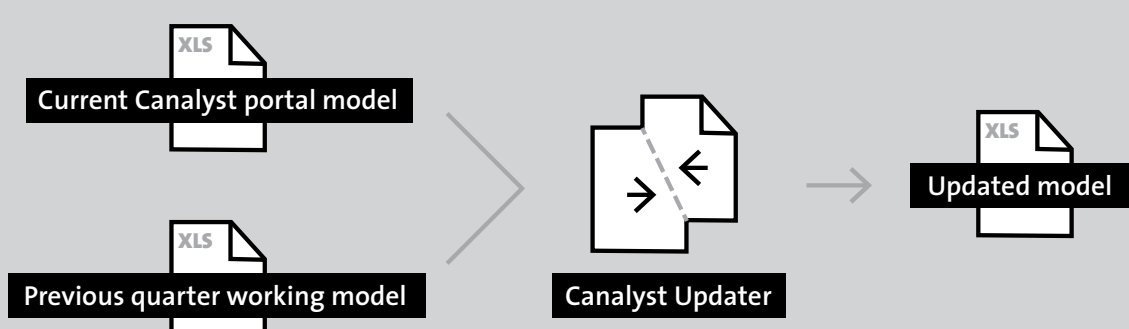 XLS
Current Canalyst portal model
XLS
Previous quarter working model
Canalyst Updater
XLS
Updated model